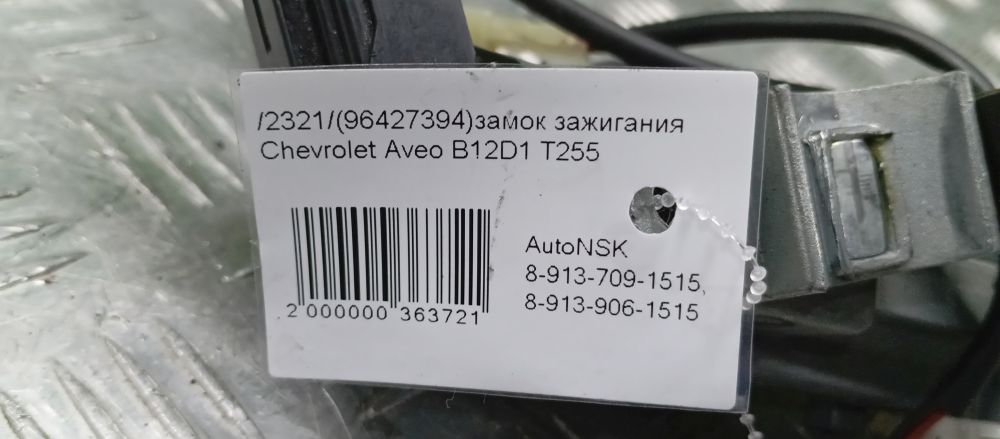 /2321/(96427394)замок зажигания
Chevrolet Aveo B12D1 T255
AutoNSK
8-913-709-1515,
8-913-906-1515
2 000000 363721